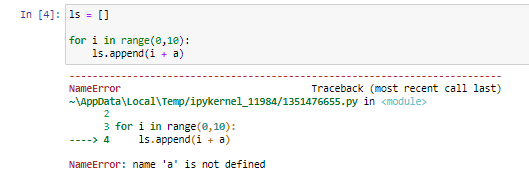 In [4]: ls = []
for i in range(0,10):
    ls.append(i + a)
---------------------------------------------------------------------------
NameError                                 Traceback (most recent call last)
~\AppData\Local\Temp/ipykernel_11984/1351476655.py in <module>
      2 
      3 for i in range(0,10):
----> 4     ls.append(i + a)
NameError: name 'a' is not defined